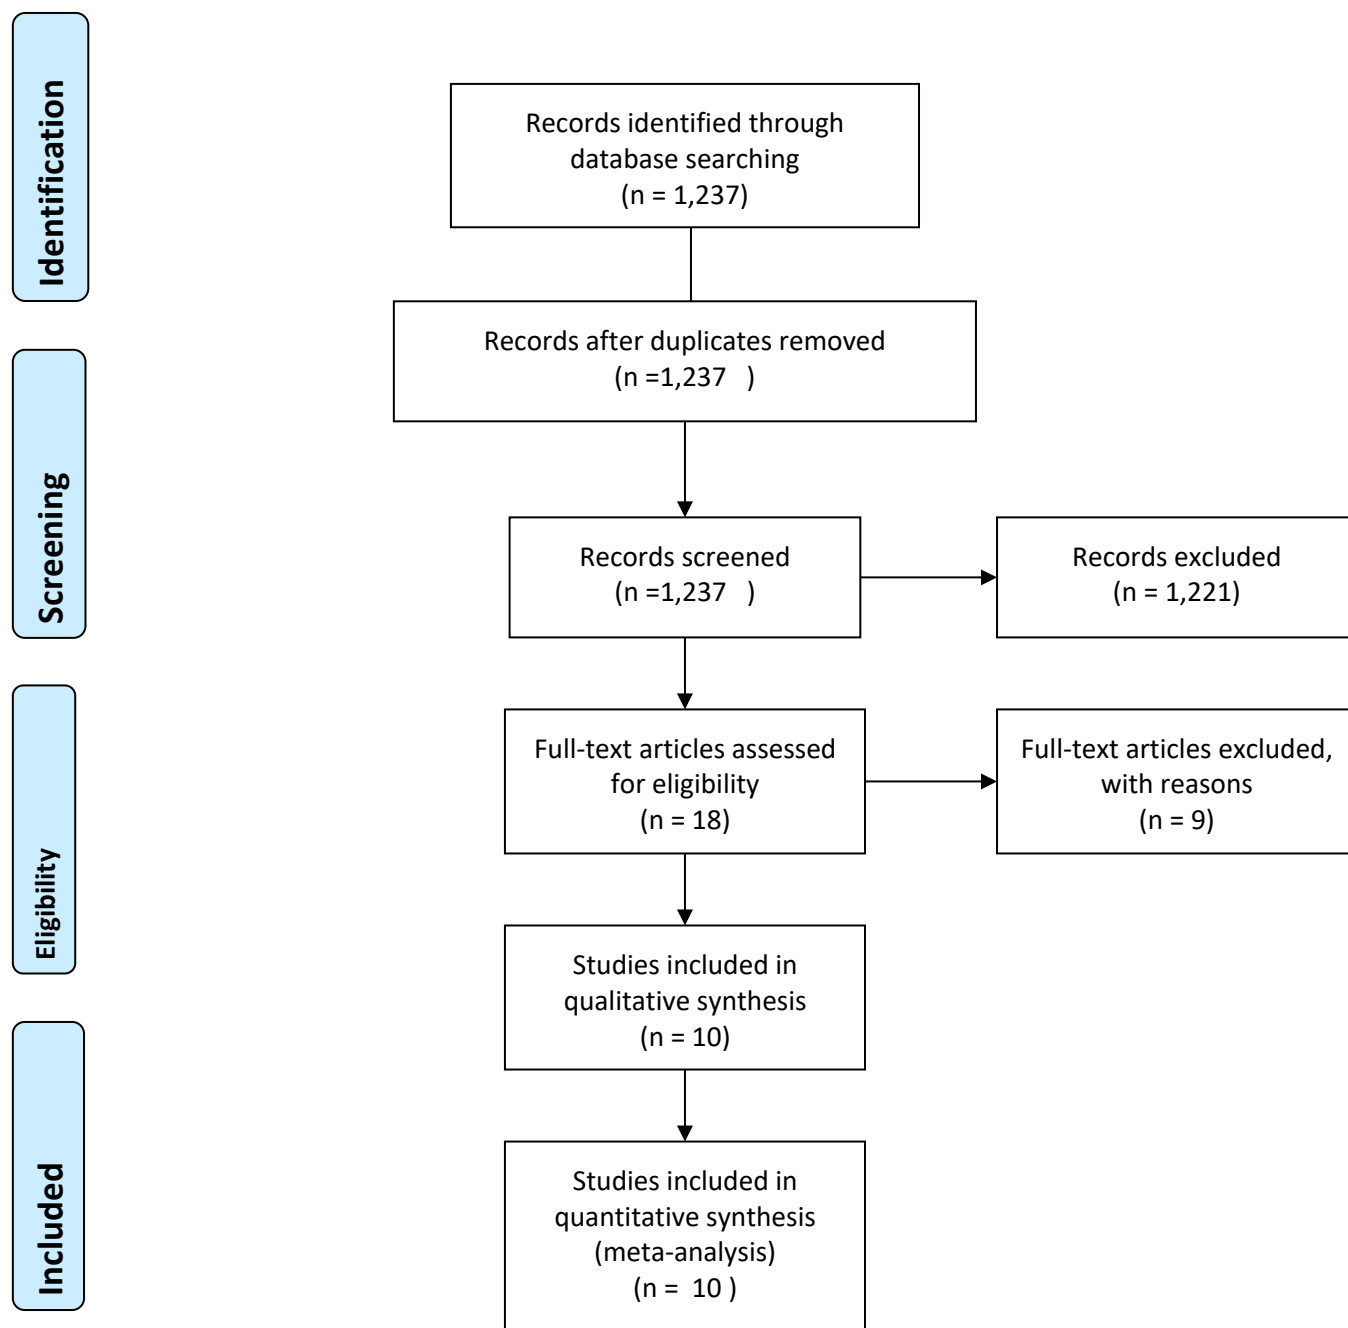 Identification
Records identified through
database searching
(n = 1,237)
Records after duplicates removed
(n =1,237   )
Screening
Records screened
(n =1,237   )
Records excluded
(n = 1,221)
Eligibility
Full-text articles assessed
for eligibility
(n = 18)
Full-text articles excluded,
with reasons
(n = 9)
Studies included in
qualitative synthesis
(n = 10)
Included
Studies included in
quantitative synthesis
(meta-analysis)
(n =  10 )